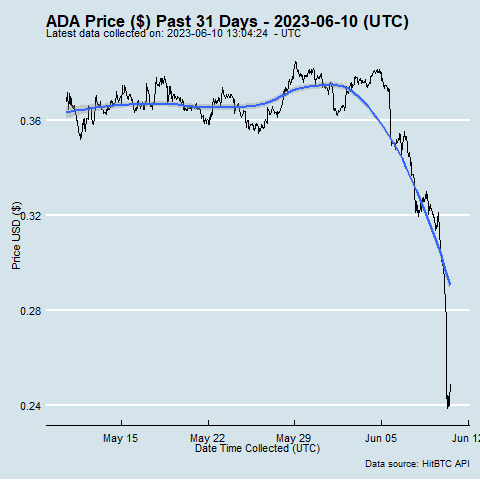 ADA Price ($) Past 31 Days - 2023-06-10 (UTC)
Latest data collected on: 2023-06-10 13:04:24 - UTC
Price USD ($)
0.36
0.32
0.28
0.24
May 15 May 22 May 29 Jun 05 Jun 12
Date Time Collected (UTC)
Data source: HitBTC API